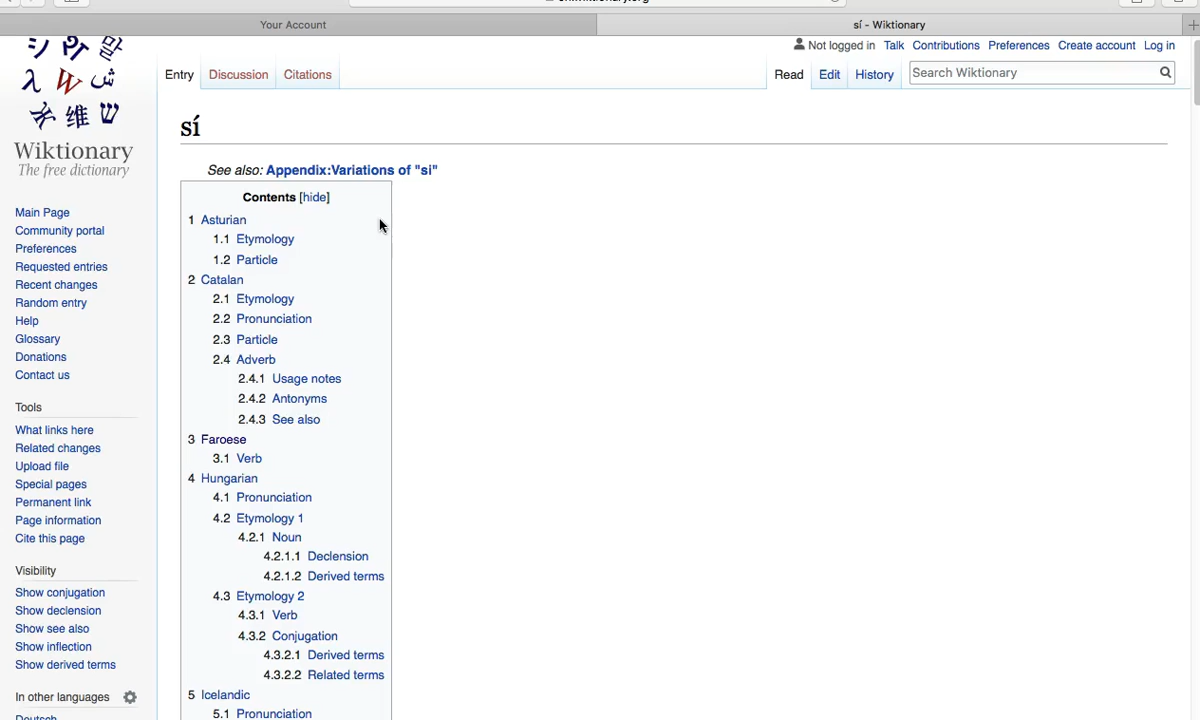 Your Account
sí - Wiktionary
Not logged in Talk Contributions Preferences Create account Log in
Entry Discussion Citations Read Edit History Search Wiktionary
Wiktionary
The free dictionary
sí
See also: Appendix:Variations of "si"
Main Page
Community portal
Preferences
Requested entries
Recent changes
Random entry
Help
Glossary
Donations
Contact us
Tools
What links here
Related changes
Upload file
Special pages
Permanent link
Page information
Cite this page
Visibility
Show conjugation
Show declension
Show see also
Show inflection
Show derived terms
In other languages
Deutsch
Contents [hide]
1 Asturian
1.1 Etymology
1.2 Particle
2 Catalan
2.1 Etymology
2.2 Pronunciation
2.3 Particle
2.4 Adverb
2.4.1 Usage notes
2.4.2 Antonyms
2.4.3 See also
3 Faroese
3.1 Verb
4 Hungarian
4.1 Pronunciation
4.2 Etymology 1
4.2.1 Noun
4.2.1.1 Declension
4.2.1.2 Derived terms
4.3 Etymology 2
4.3.1 Verb
4.3.2 Conjugation
4.3.2.1 Derived terms
4.3.2.2 Related terms
5 Icelandic
5.1 Pronunciation